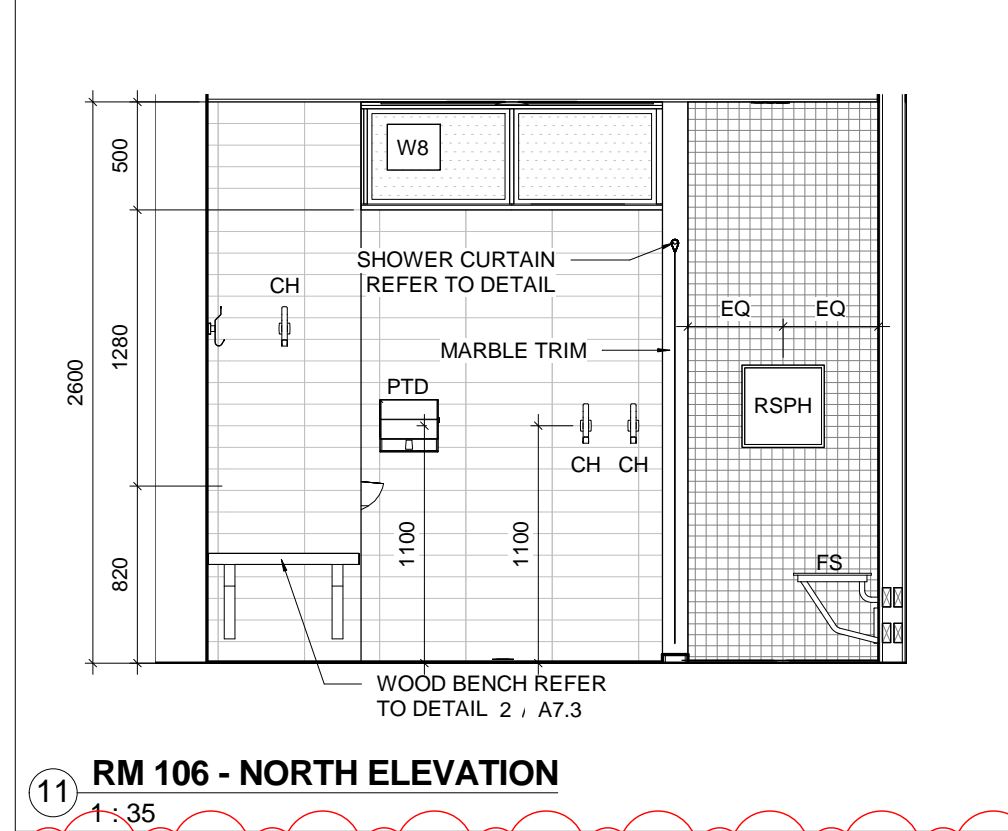 500
W8
SHOWER CURTAIN
REFER TO DETAIL
CH
EQ
EQ
1280
2600
MARBLE TRIM
PTD
RSPH
CH CH
1100
1100
820
FS
WOOD BENCH REFER
TO DETAIL 2 / A7.3
11
RM 106 - NORTH ELEVATION
1 : 35